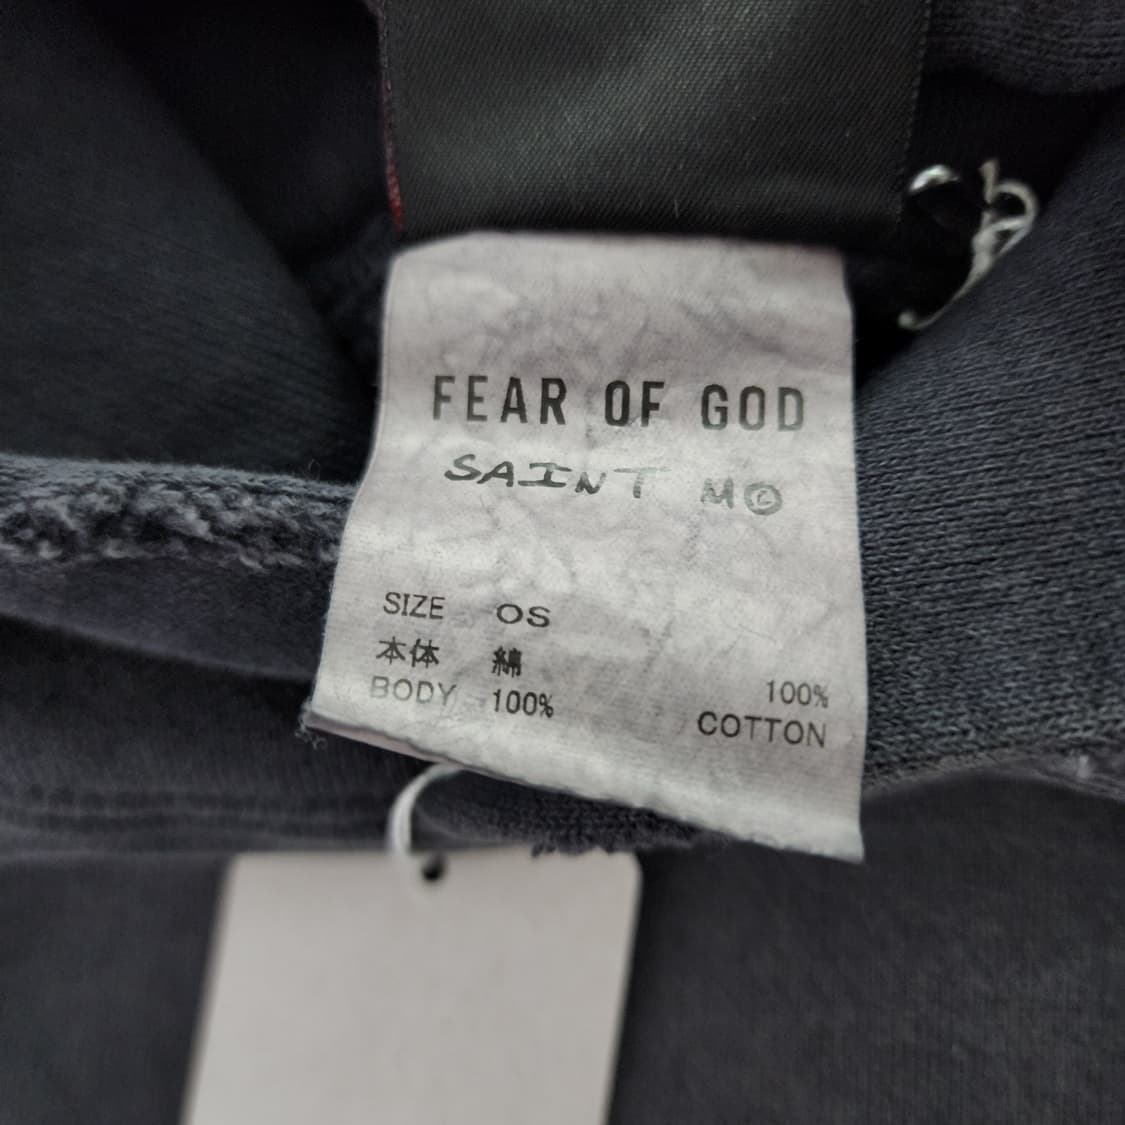 FEAR OF GOD
SAINT M©
SIZE OS
本体 綿
BODY 100%
100%
COTTON